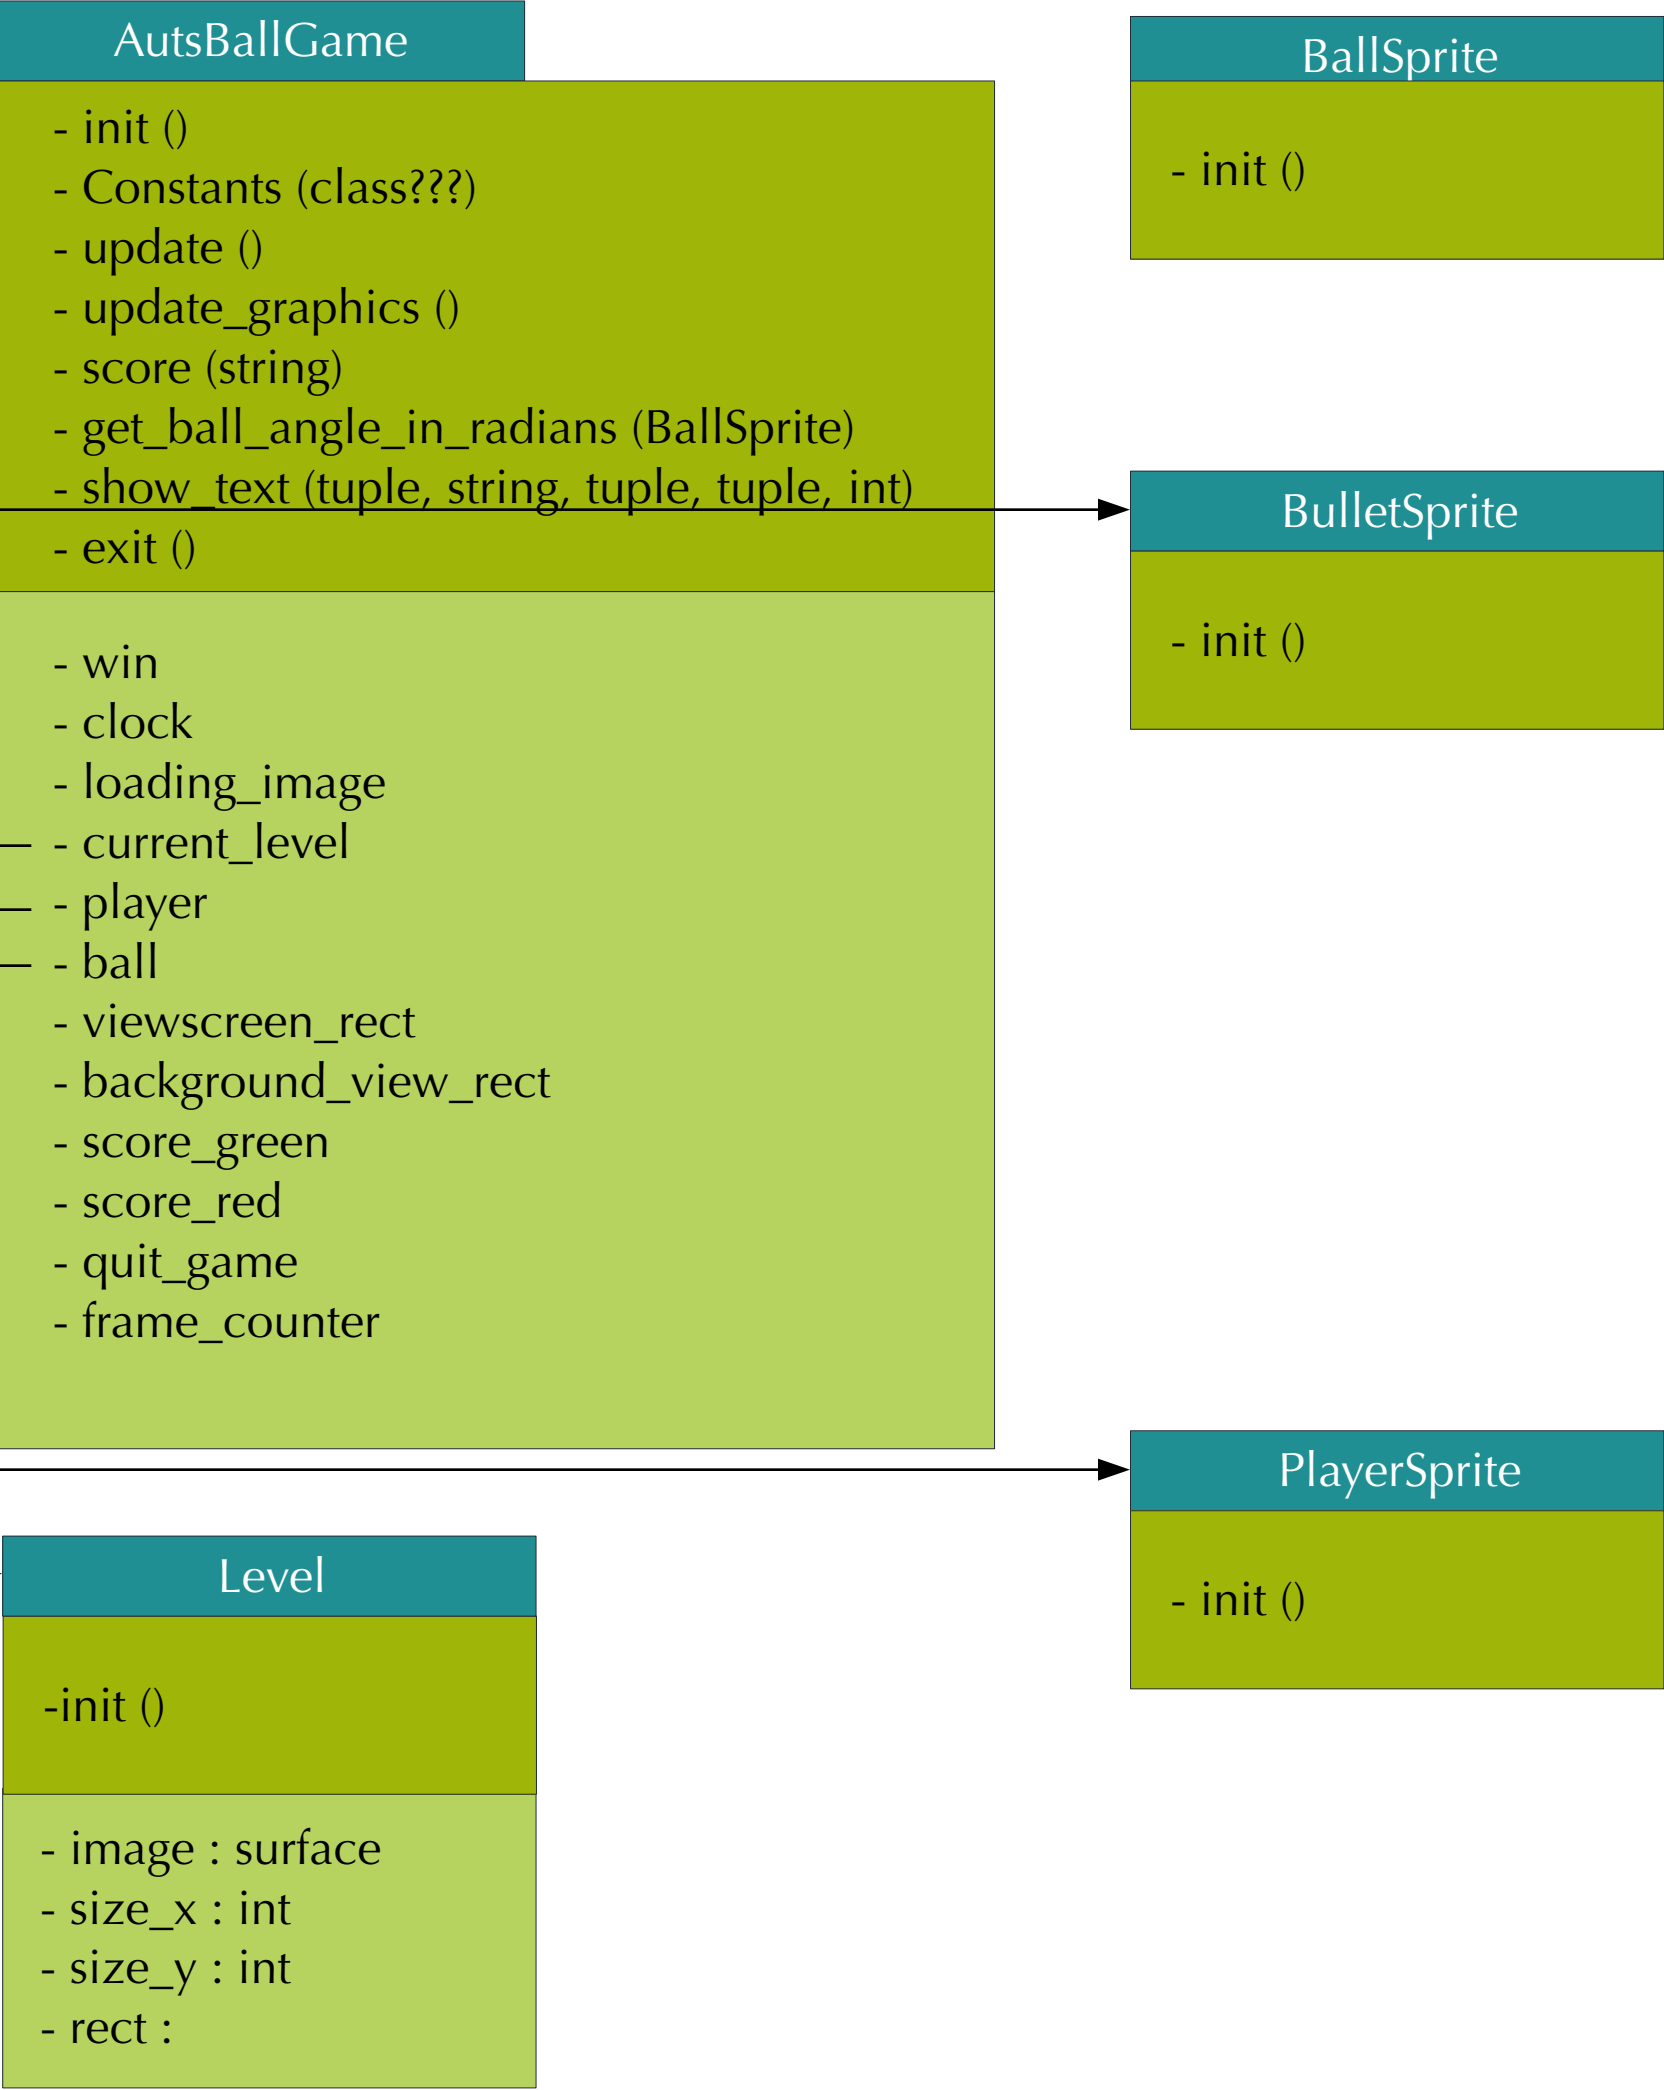 AutsBallGame
- init ()
- Constants (class???)
- update ()
- update_graphics ()
- score (string)
- get_ball_angle_in_radians (BallSprite)
- show_text (tuple, string, tuple, tuple, int)
- exit ()
- win
- clock
- loading_image
- current_level
- player
- ball
- viewscreen_rect
- background_view_rect
- score_green
- score_red
- quit_game
- frame_counter
BallSprite
- init ()
BulletSprite
- init ()
PlayerSprite
- init ()
Level
-init ()
- image : surface
- size_x : int
- size_y : int
- rect :